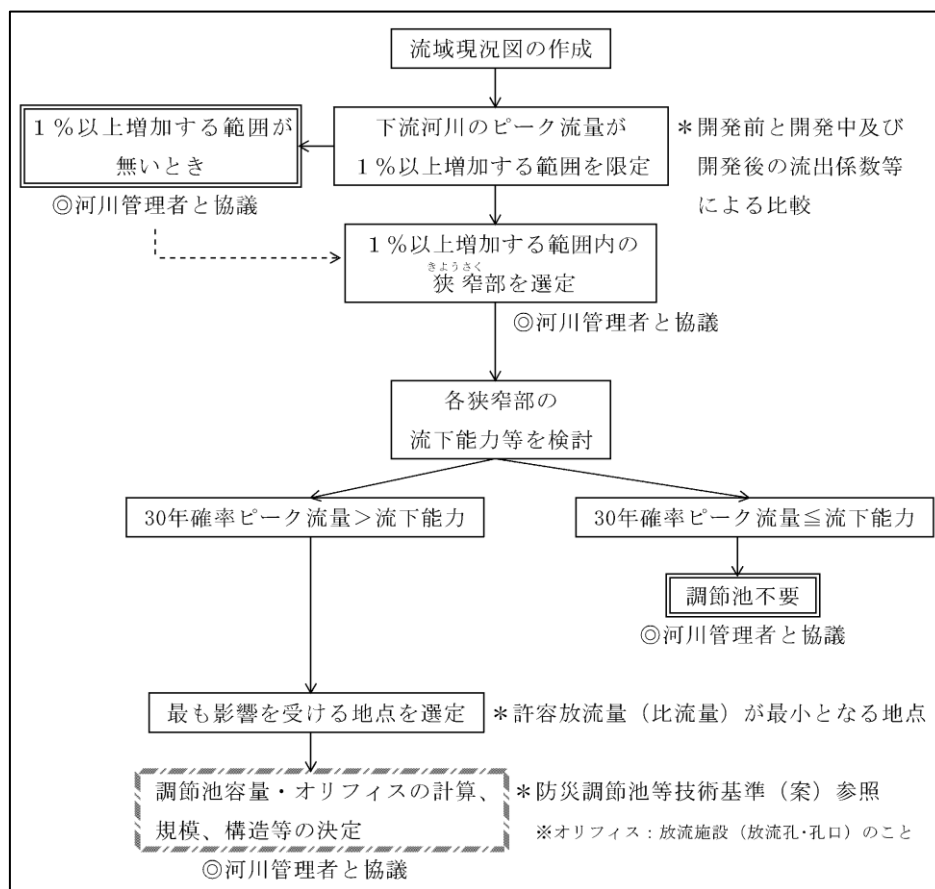 流域現況図の作成
1％以上増加する範囲が
無いとき
◎河川管理者と協議
下流河川のピーク流量が
1％以上増加する範囲を限定
＊開発前と開発中及び
開発後の流出係数等
による比較
1％以上増加する範囲内の
きようさく
狭窄部を選定
◎河川管理者と協議
各狭窄部の
流下能力等を検討
30年確率ピーク流量＞流下能力
30年確率ピーク流量≦流下能力
調節池不要
◎河川管理者と協議
最も影響を受ける地点を選定
＊許容放流量（比流量）が最小となる地点
調節池容量・オリフィスの計算、
規模、構造等の決定
◎河川管理者と協議
＊防災調節池等技術基準（案）参照
※オリフィス：放流施設（放流孔・孔口）のこと